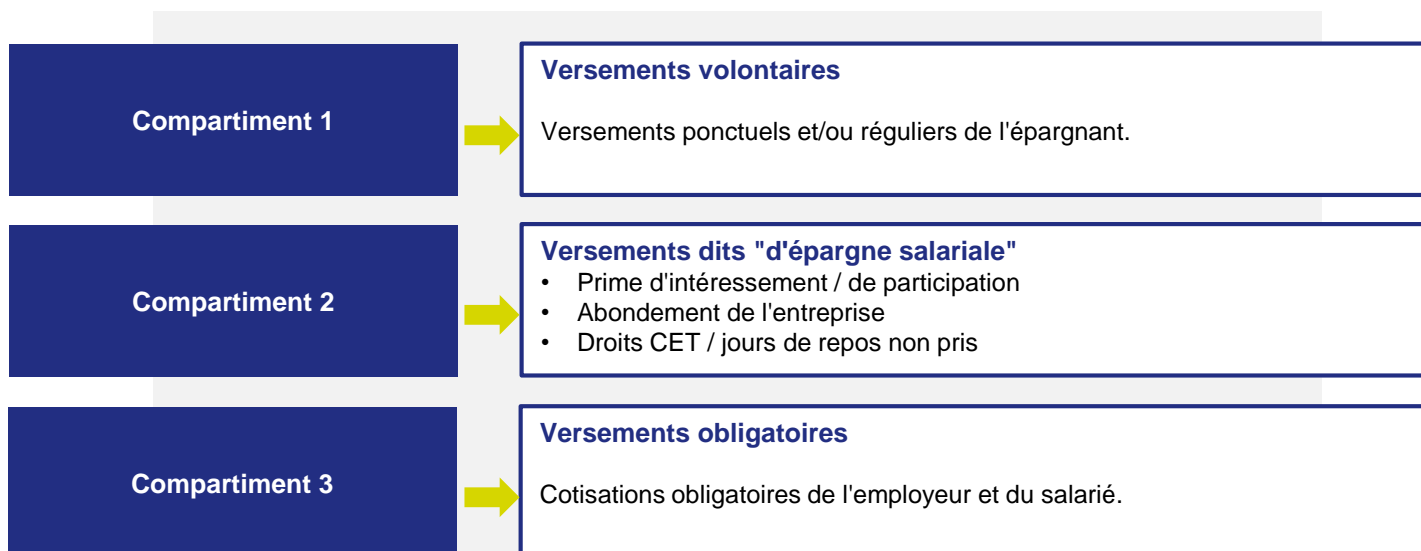 Compartiment 1
Versements volontaires
Versements ponctuels et/ou réguliers de l'épargnant.
Compartiment 2
Versements dits "d'épargne salariale"
• Prime d'intéressement / de participation
• Abondement de l'entreprise
• Droits CET / jours de repos non pris
Compartiment 3
Versements obligatoires
Cotisations obligatoires de l'employeur et du salarié.